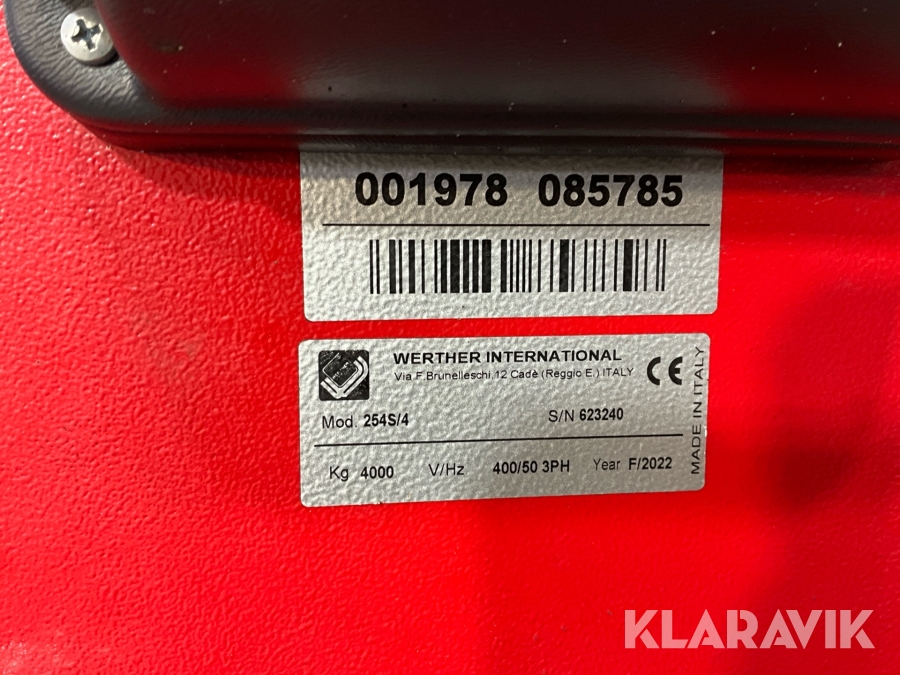 001978 085785
WERTHER INTERNATIONAL
Via F.Brunelleschi,12 Cadè (Reggio E.) ITALY
CE
Mod. 254S/4 S/N 623240
Kg 4000 V/Hz 400/50 3PH Year F/2022
MADE IN ITALY
KLARAVIK